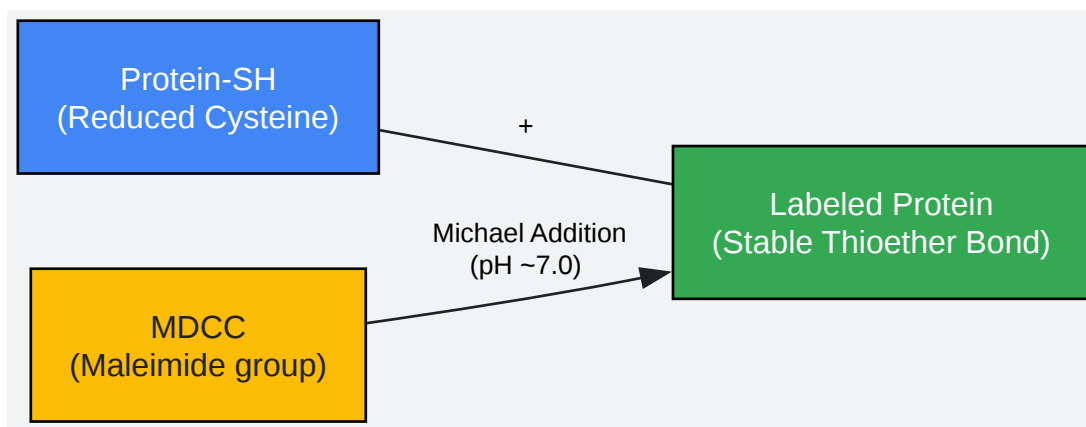 Protein-SH
(Reduced Cysteine)
+
Labeled Protein
(Stable Thioether Bond)
Michael Addition
(pH ~7.0)
MDCC
(Maleimide group)